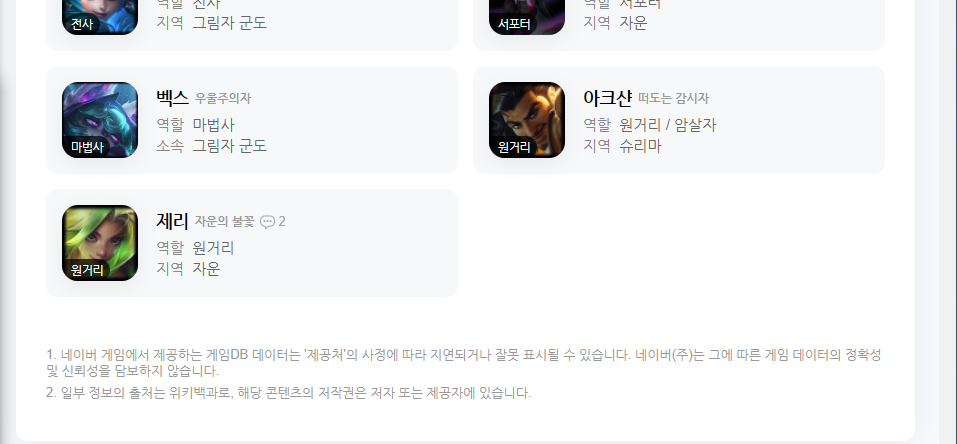 전사
역할 전사
지역 그림자 군도
서포터
역할 서포터
지역 자운
마법사
벡스 우울주의자
역할 마법사
소속 그림자 군도
원거리
아크샨 떠도는 감시자
역할 원거리 / 암살자
지역 슈리마
원거리
제리 자운의 불꽃 2
역할 원거리
지역 자운
1. 네이버 게임에서 제공하는 게임DB 데이터는 '제공처'의 사정에 따라 지연되거나 잘못 표시될 수 있습니다. 네이버(주)는 그에 따른 게임 데이터의 정확성
및 신뢰성을 담보하지 않습니다.
2. 일부 정보의 출처는 위키백과로, 해당 콘텐츠의 저작권은 저자 또는 제공자에 있습니다.